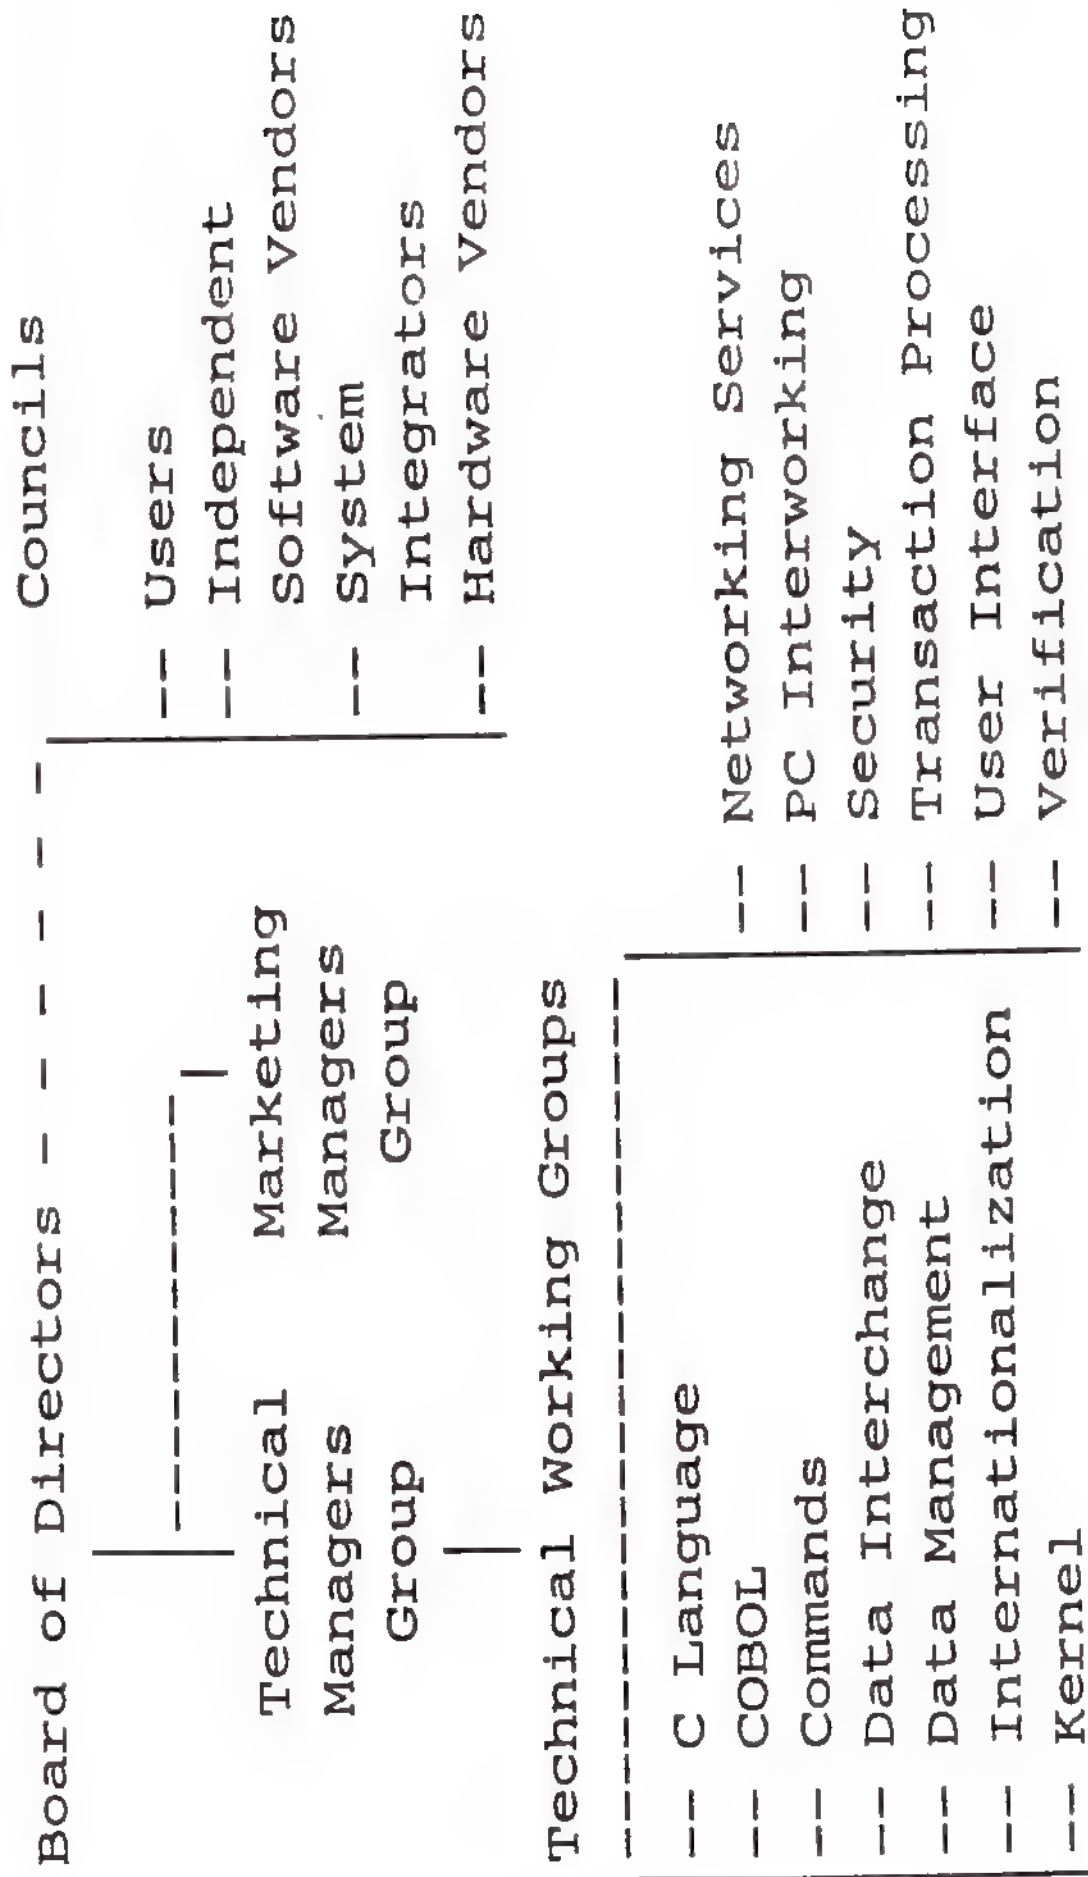 Board of Directors - - - - - - Councils
-- Users
-- Independent
Software Vendors
-- System
Integrators
-- Hardware Vendors
Technical Marketing
Managers Managers
Group Group
Technical Working Groups
-- C Language
-- COBOL
-- Commands
-- Data Interchange
-- Data Management
-- Internationalization
-- Kernel
-- Networking Services
-- PC Interworking
-- Security
-- Transaction Processing
-- User Interface
-- Verification